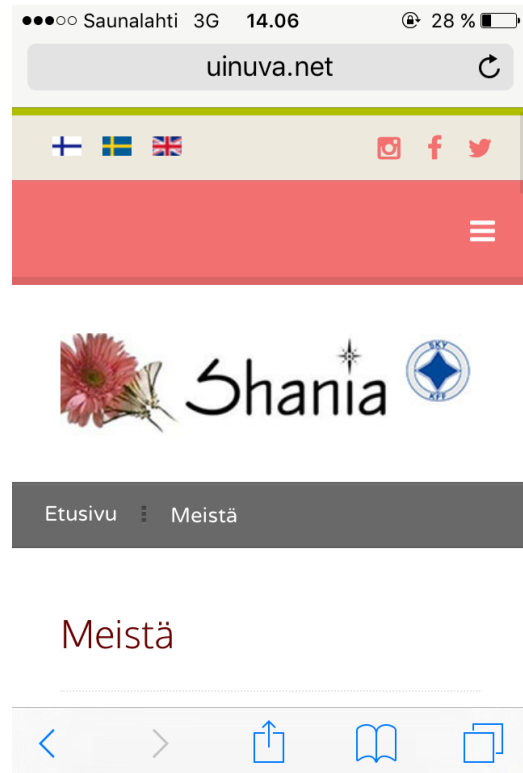 Saunalahti 3G 14.06 28 %
uinuva.net
Shania
SKY
KFF
Etusivu Meistä
Meistä